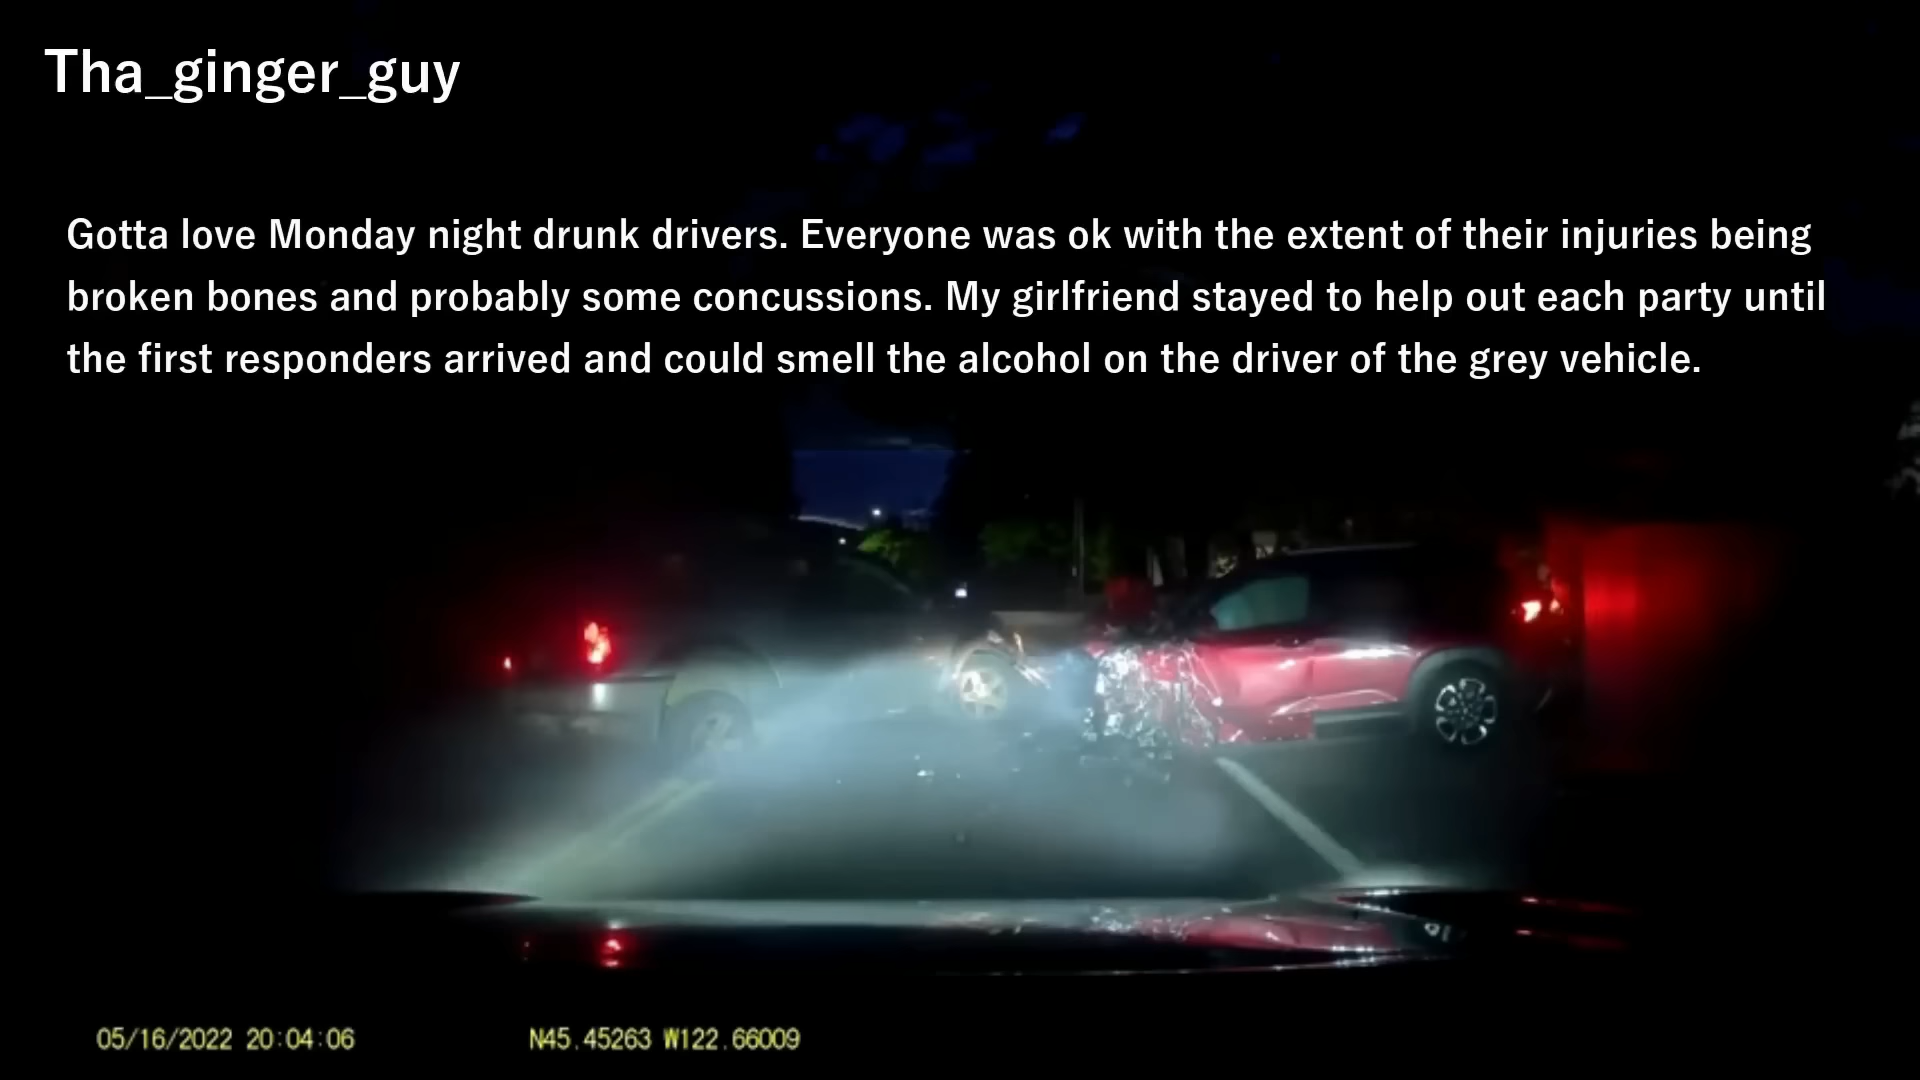 Tha_ginger_guy
Gotta love Monday night drunk drivers. Everyone was ok with the extent of their injuries being
broken bones and probably some concussions. My girlfriend stayed to help out each party until
the first responders arrived and could smell the alcohol on the driver of the grey vehicle.
05/16/2022 20:04:06 N45.45263 W122.66009